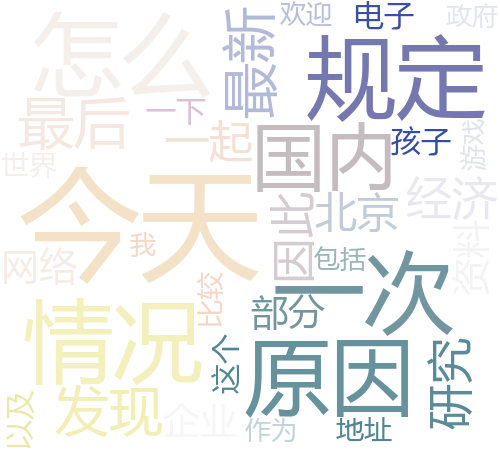 欢迎
电子
政府
怎么
最新
规定
最后
一下
一起
国内
孩子
游戏
世界
今天
因此
北京
经济
网络
我
包括
资料
比较
一次
情况
部分
这个
原因
研究
以及
发现
企业
作为
地址